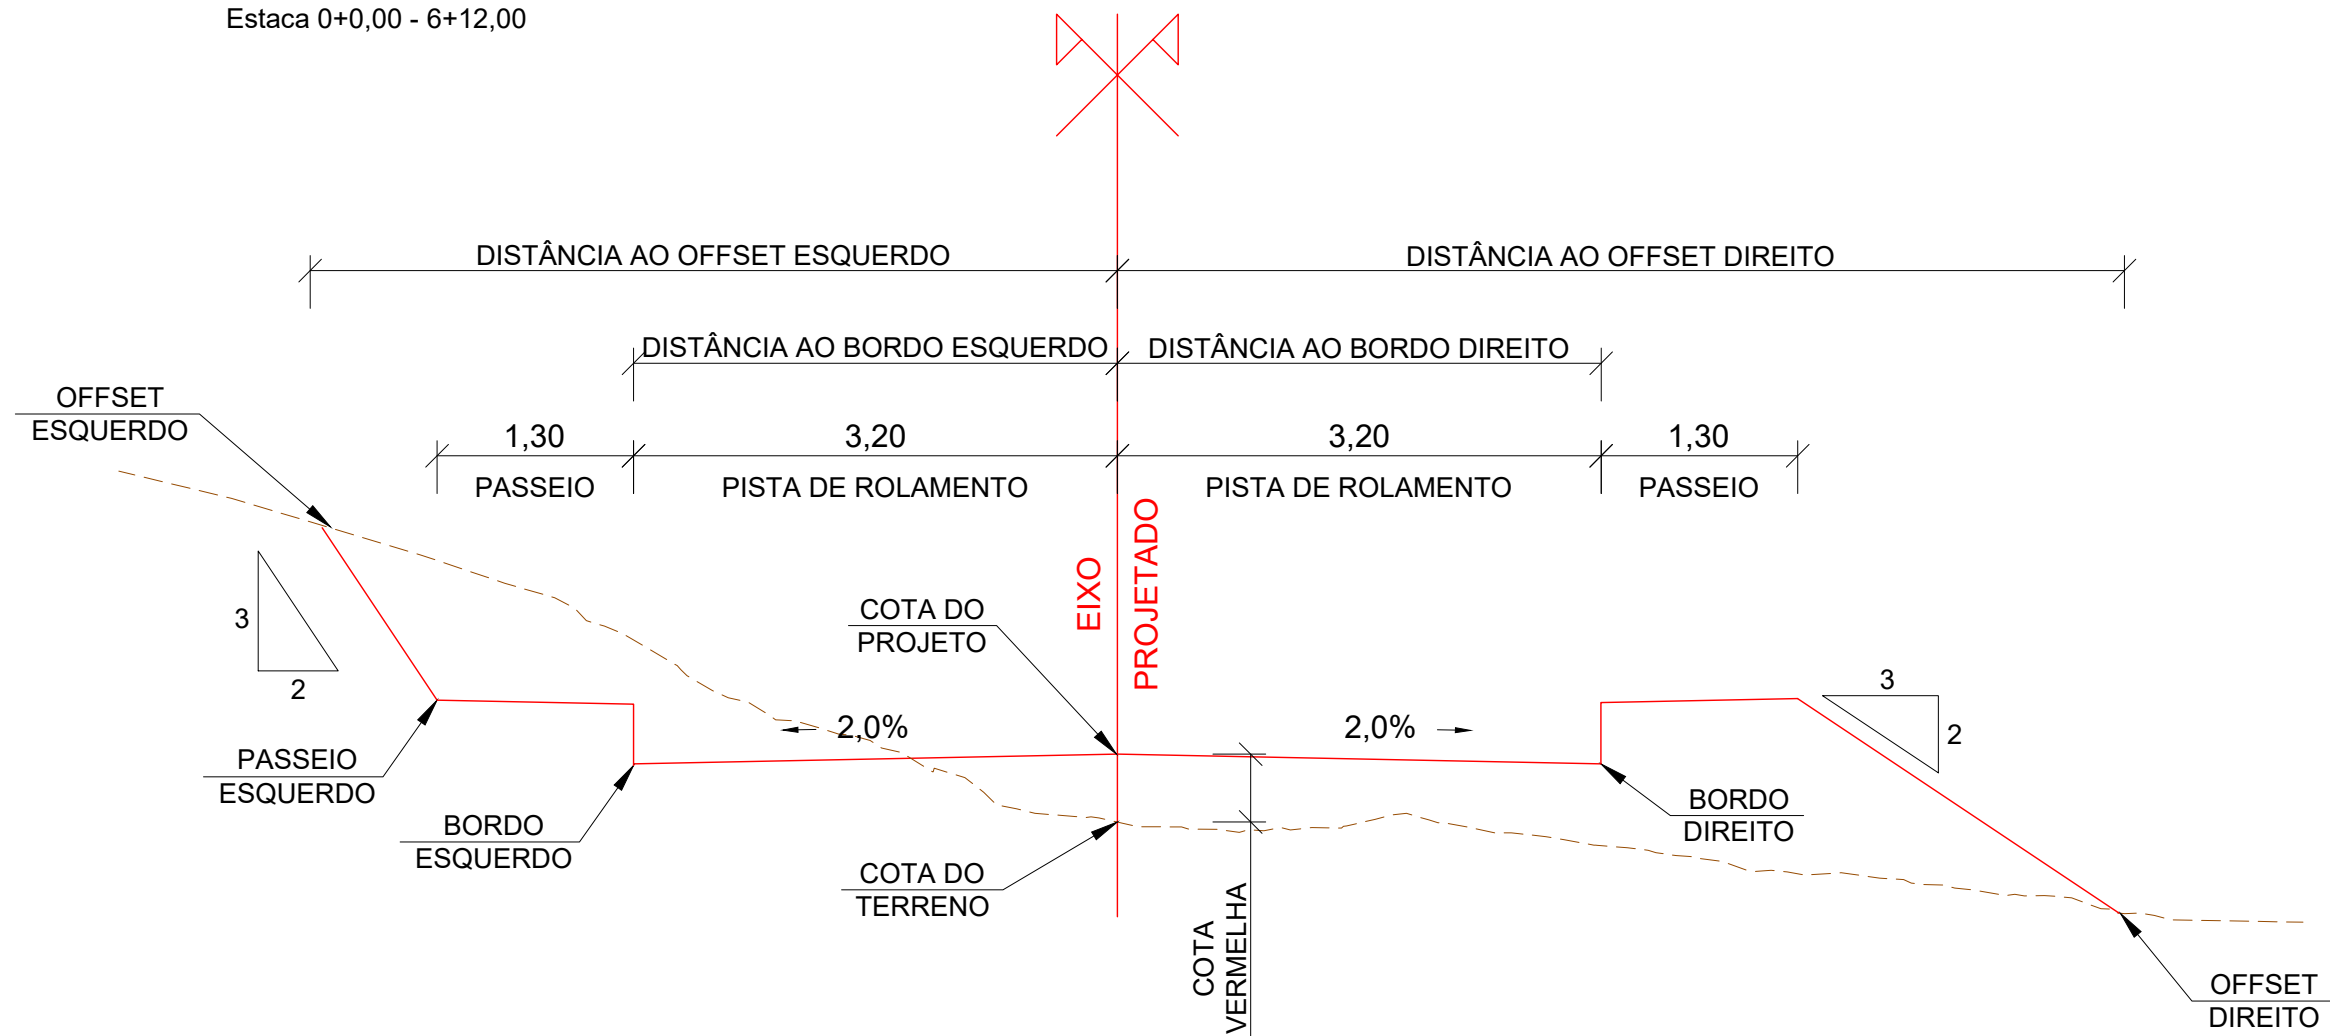 Estaca 0+0,00 - 6+12,00
DISTÂNCIA AO OFFSET ESQUERDO
DISTÂNCIA AO OFFSET DIREITO
DISTÂNCIA AO BORDO ESQUERDO
DISTÂNCIA AO BORDO DIREITO
OFFSET
ESQUERDO
1,30
3,20
3,20
1,30
PASSEIO
PISTA DE ROLAMENTO
PISTA DE ROLAMENTO
PASSEIO
EIXO
PROJETADO
3
2
COTA DO
PROJETO
3
2
2,0%
2,0%
PASSEIO
ESQUERDO
BORDO
ESQUERDO
BORDO
DIREITO
COTA DO
TERRENO
COTA
VERMELHA
OFFSET
DIREITO